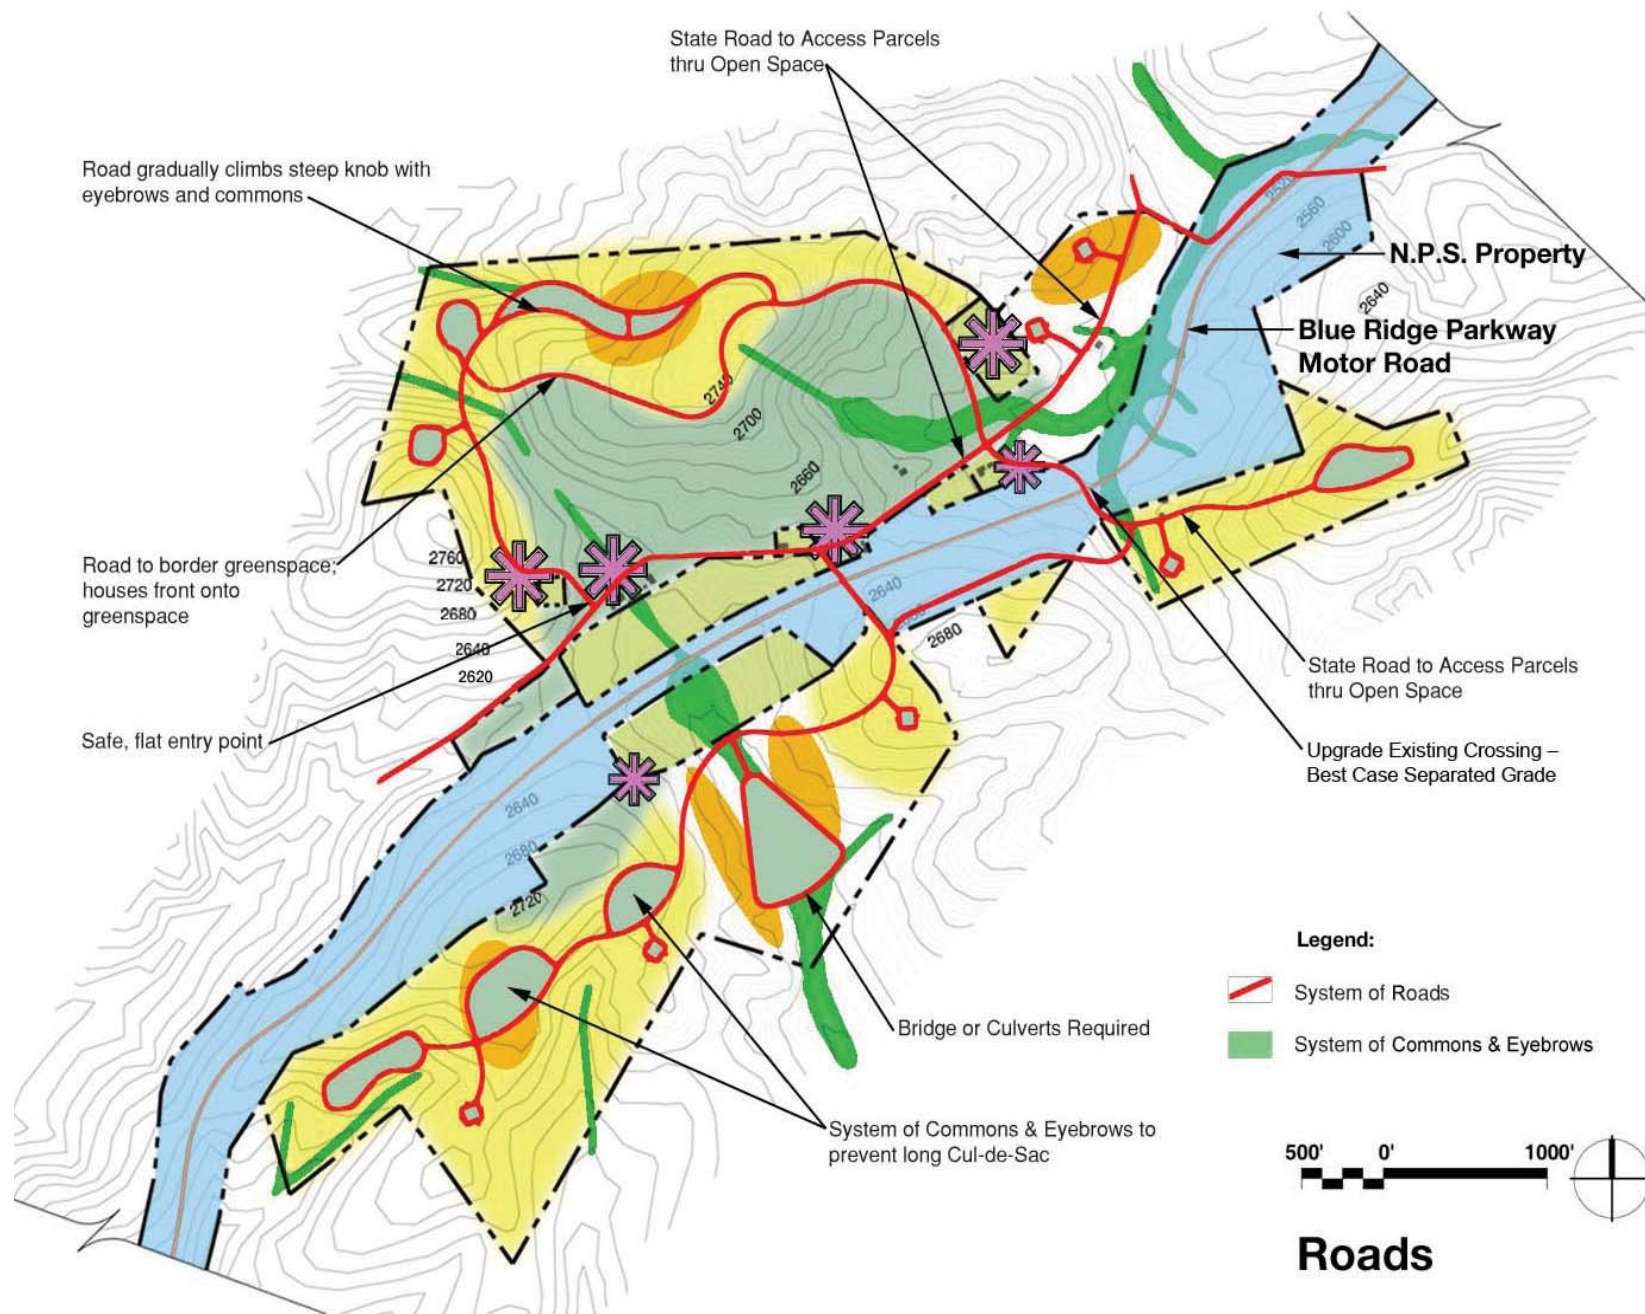 State Road to Access Parcels
thru Open Space
Road gradually climbs steep knob with
eyebrows and commons
2520
2560
2600
N.P.S. Property
2640
Blue Ridge Parkway
Motor Road
2740
2700
2660
2760
2720
2680
2640
2620
Road to border greenspace;
houses front onto
greenspace
2640
2680
State Road to Access Parcels
thru Open Space
Safe, flat entry point
Upgrade Existing Crossing –
Best Case Separated Grade
2640
2680
2720
Legend:
System of Roads
System of Commons & Eyebrows
Bridge or Culverts Required
System of Commons & Eyebrows to
prevent long Cul-de-Sac
500' 0' 1000'
Roads